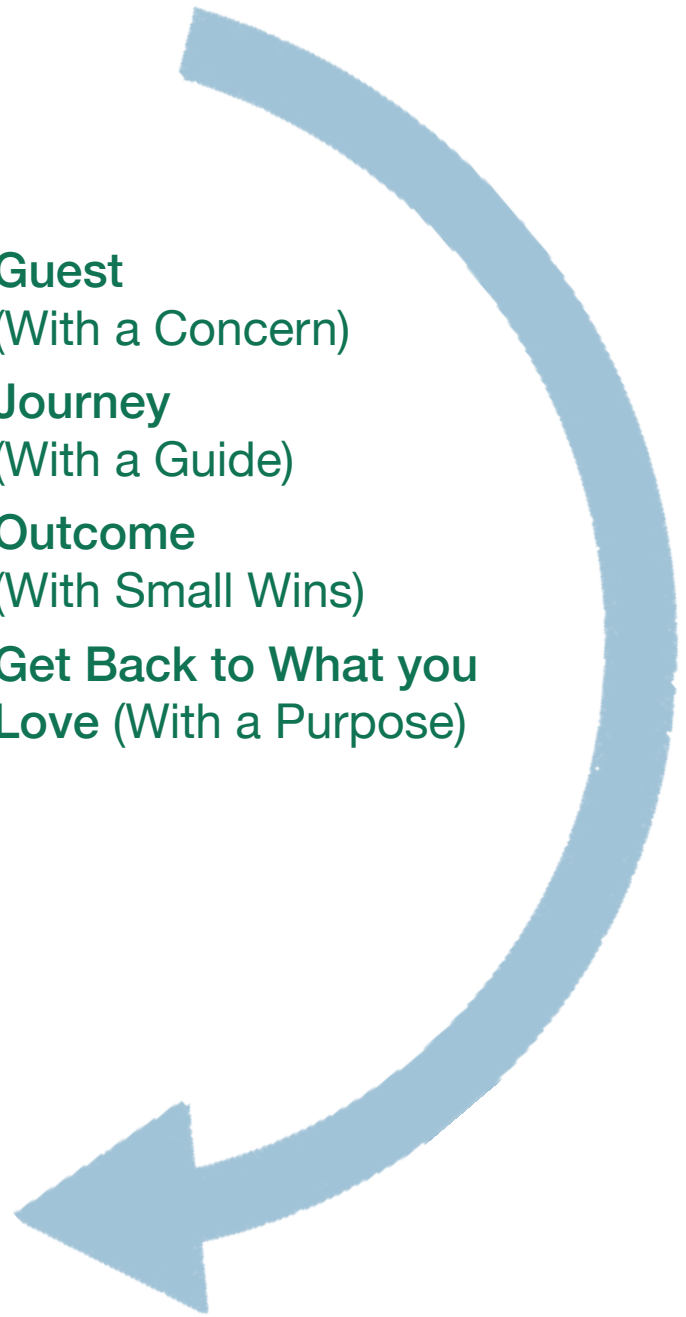 Guest
(With a Concern)
Journey
(With a Guide)
Outcome
(With Small Wins)
Get Back to What you
Love (With a Purpose)